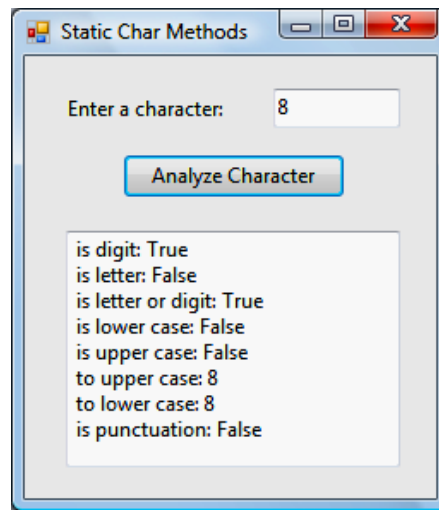 Static Char Methods
Enter a character: 8
Analyze Character
is digit: True
is letter: False
is letter or digit: True
is lower case: False
is upper case: False
to upper case: 8
to lower case: 8
is punctuation: False